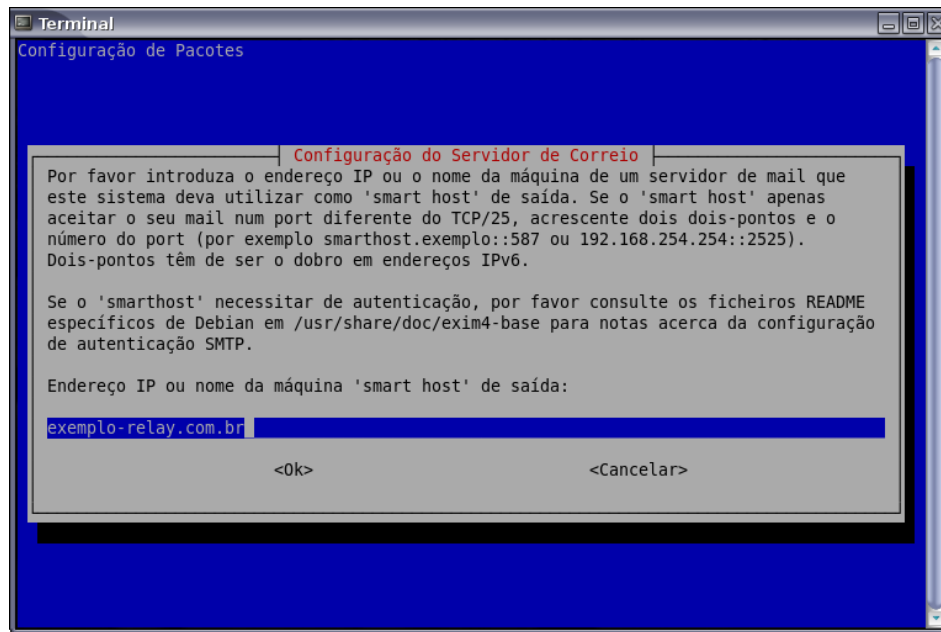 Terminal
Configuração de Pacotes
Configuração do Servidor de Correio
Por favor introduza o endereço IP ou o nome da máquina de um servidor de mail que
este sistema deva utilizar como 'smart host' de saída. Se o 'smart host' apenas
aceitar o seu mail num port diferente do TCP/25, acrescente dois dois-pontos e o
número do port (por exemplo smarthost.exemplo::587 ou 192.168.254.254::2525).
Dois-pontos têm de ser o dobro em endereços IPv6.
Se o 'smarthost' necessitar de autenticação, por favor consulte os ficheiros README
específicos de Debian em /usr/share/doc/exim4-base para notas acerca da configuração
de autenticação SMTP.
Endereço IP ou nome da máquina 'smart host' de saída:
exemplo-relay.com.br
<Ok> <Cancelar>